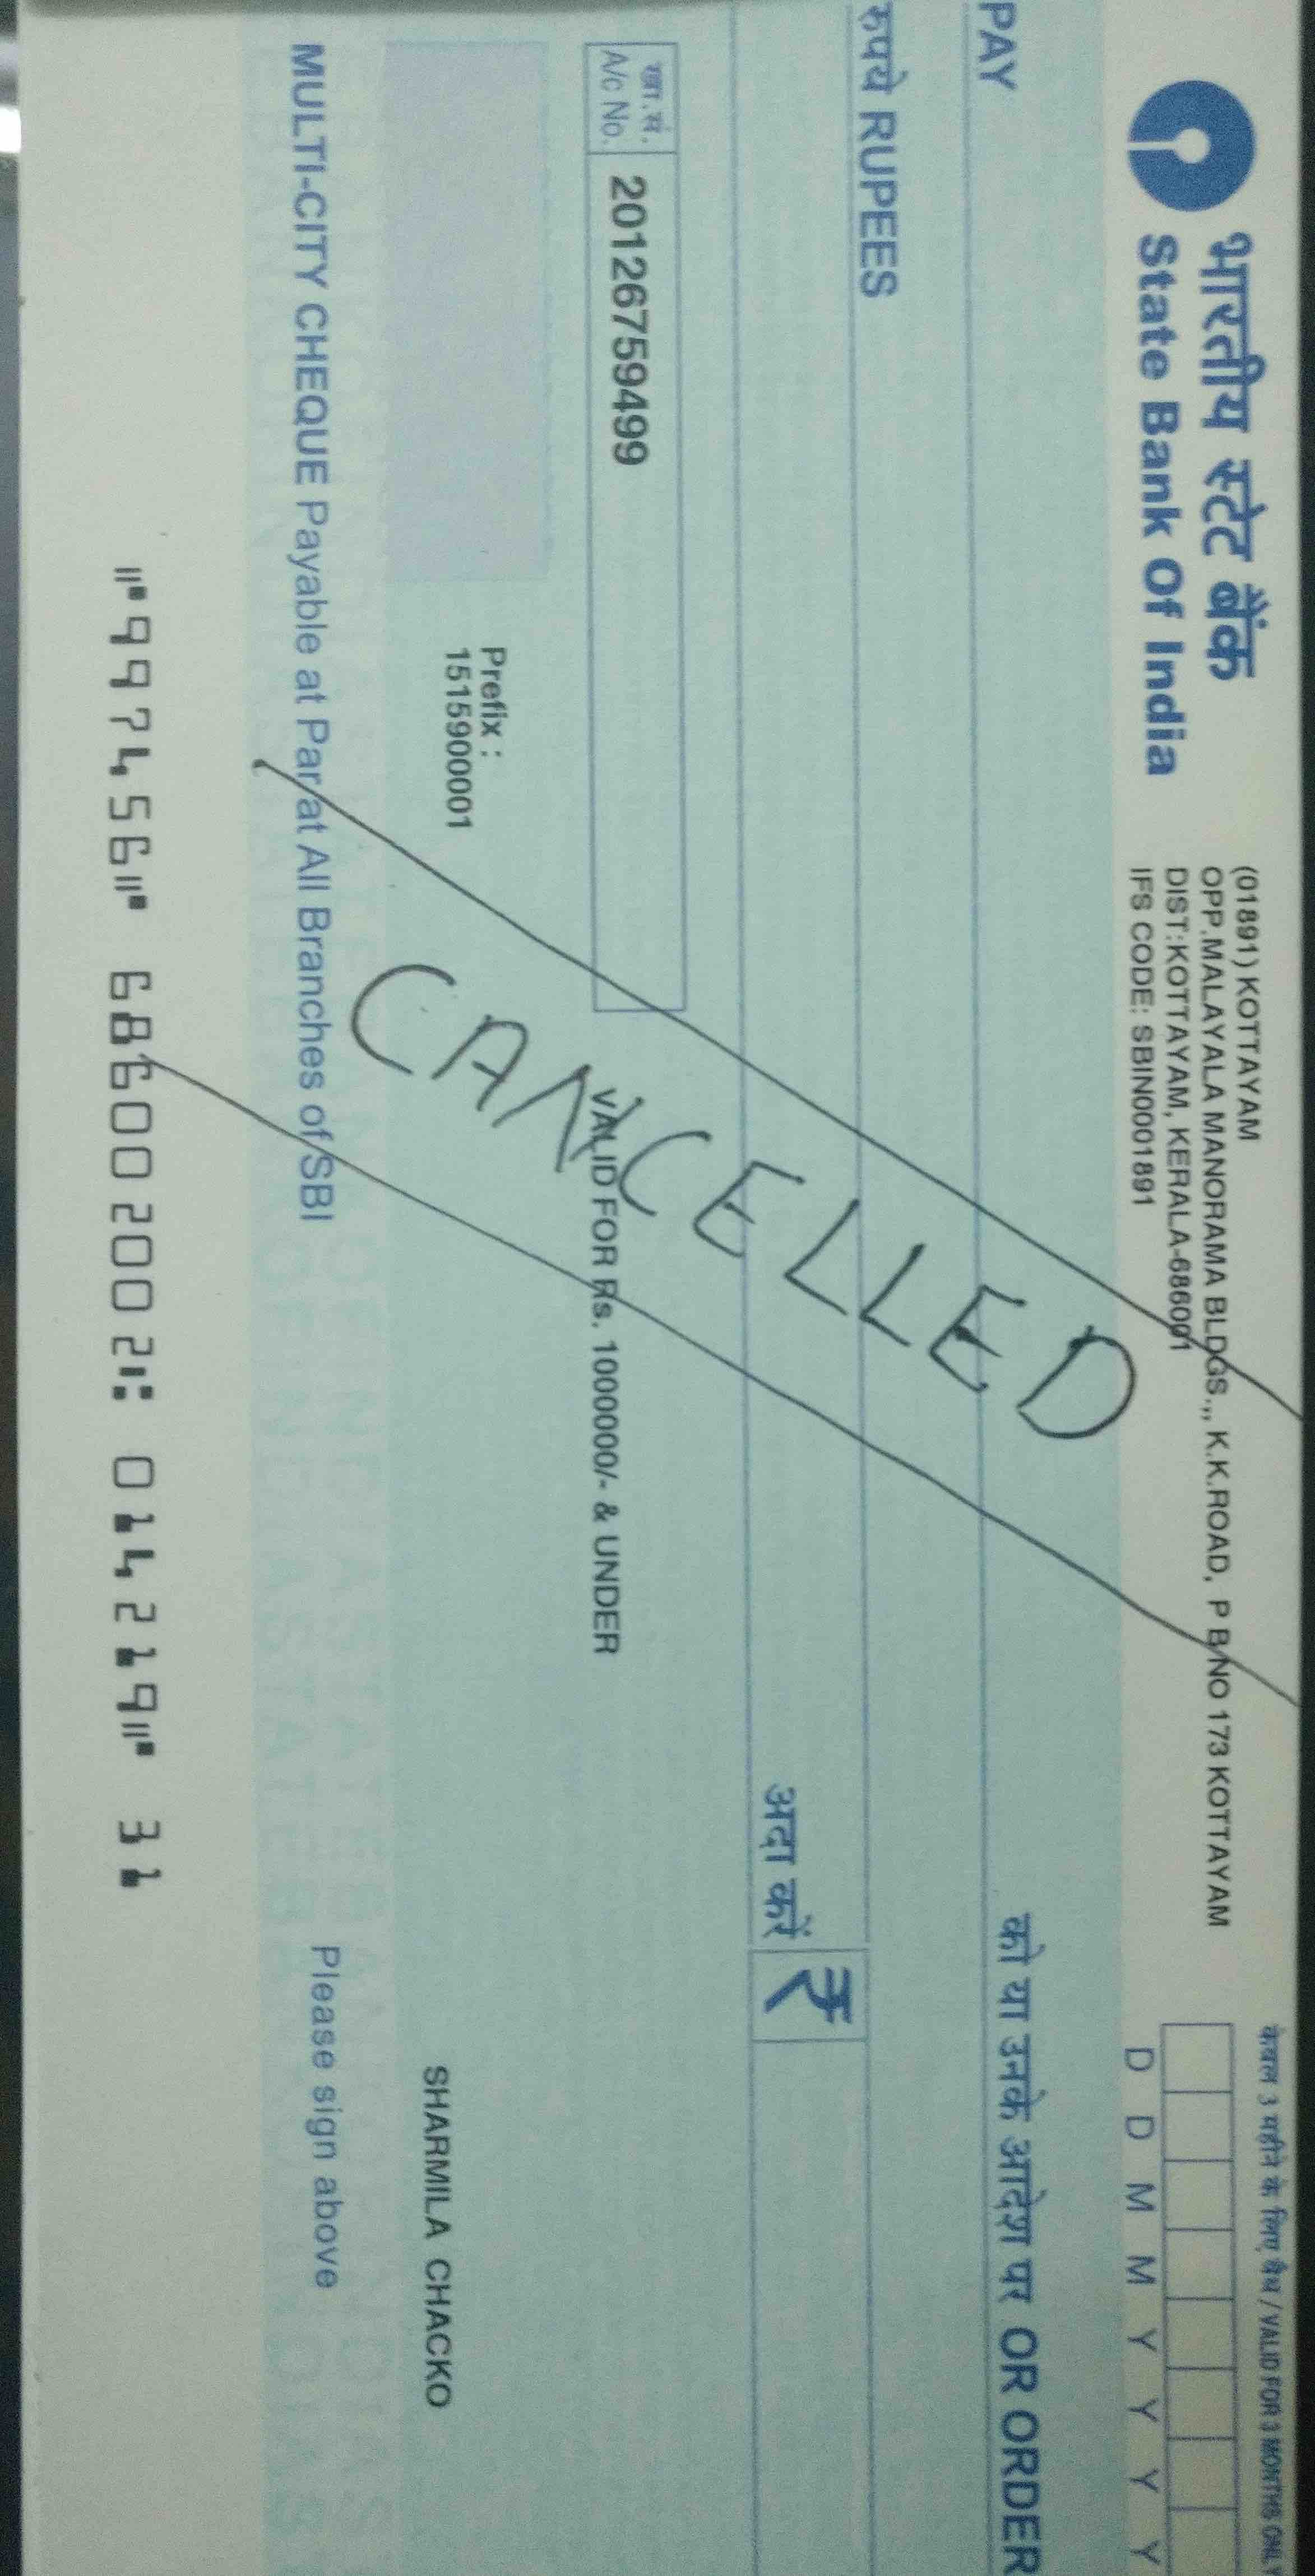 केवल 3 महीने के लिए वैध / VALID FOR 3 MONTHS ONLY
भारतीय स्टेट बैंक
State Bank Of India
(01891) KOTTAYAM
OPP.MALAYALA MANORAMA BLDGS.,, K.K.ROAD, P B NO 173 KOTTAYAM
DIST:KOTTAYAM, KERALA-686001
IFS CODE: SBIN0001891
D D M M Y Y Y Y
PAY
को या उनके आदेश पर OR ORDER
रुपये RUPEES
अदा करें ₹
CANCELLED
खा.सं.
A/c No.
20126759499
VALID FOR Rs. 1000000/- & UNDER
Prefix :
1515900001
SHARMILA CHACKO
MULTI-CITY CHEQUE Payable at Par at All Branches of SBI
Please sign above
⑈997456⑈ 686002002⑆ 014219⑈ 31